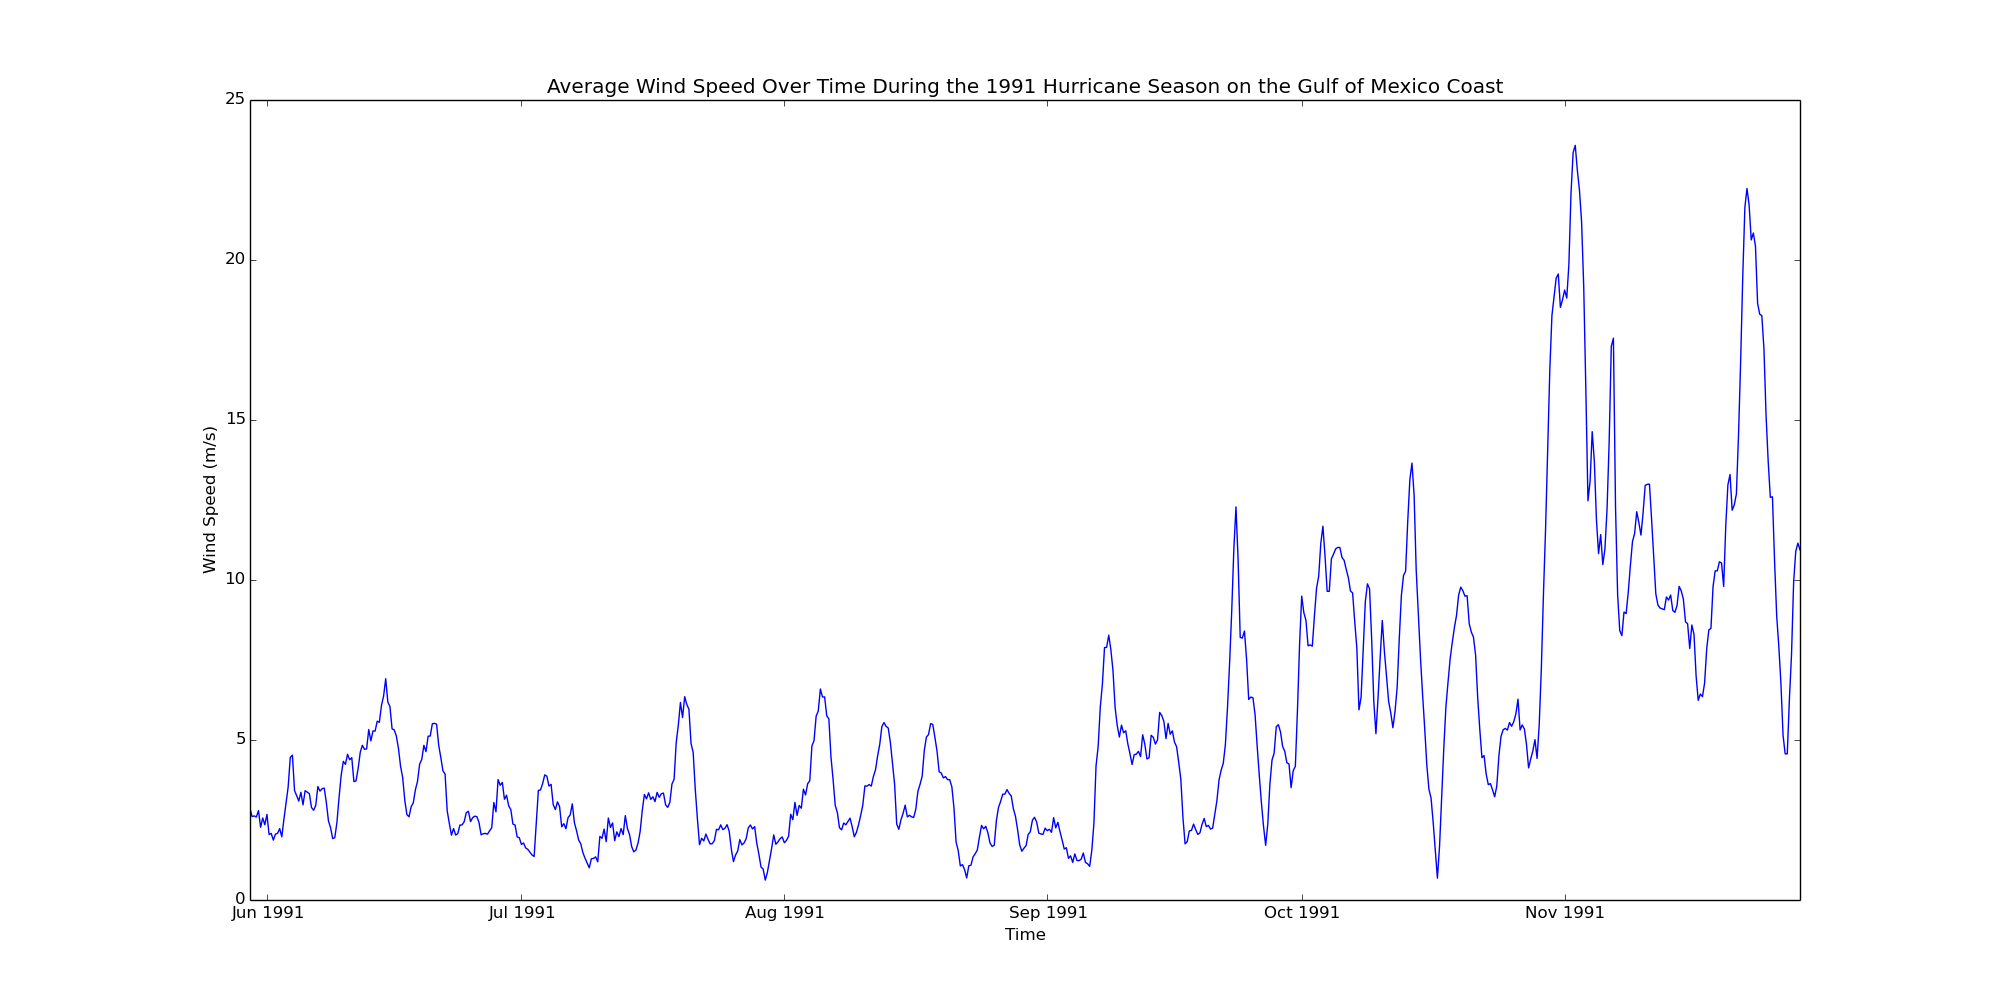 Average Wind Speed Over Time During the 1991 Hurricane Season on the Gulf of Mexico Coast
25
20
15
10
5
0
Wind Speed (m/s)
Jun 1991 Jul 1991 Aug 1991 Sep 1991 Oct 1991 Nov 1991
Time